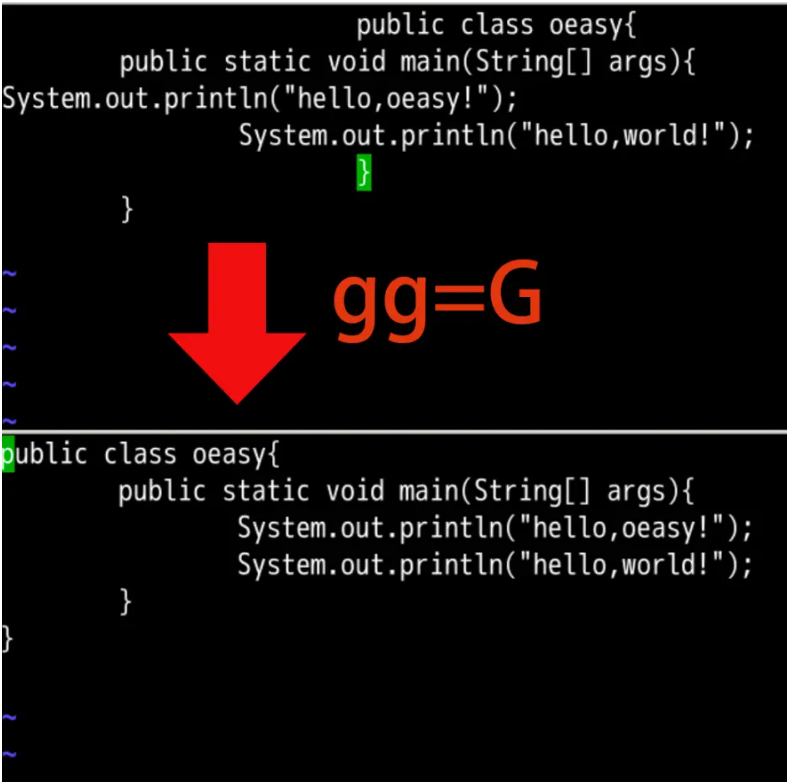 public class oeasy{
public static void main(String[] args){
System.out.println("hello,oeasy!");
System.out.println("hello,world!");
}
}
~
~
gg=G
~
~
~
public class oeasy{
public static void main(String[] args){
System.out.println("hello,oeasy!");
System.out.println("hello,world!");
}
}
~
~